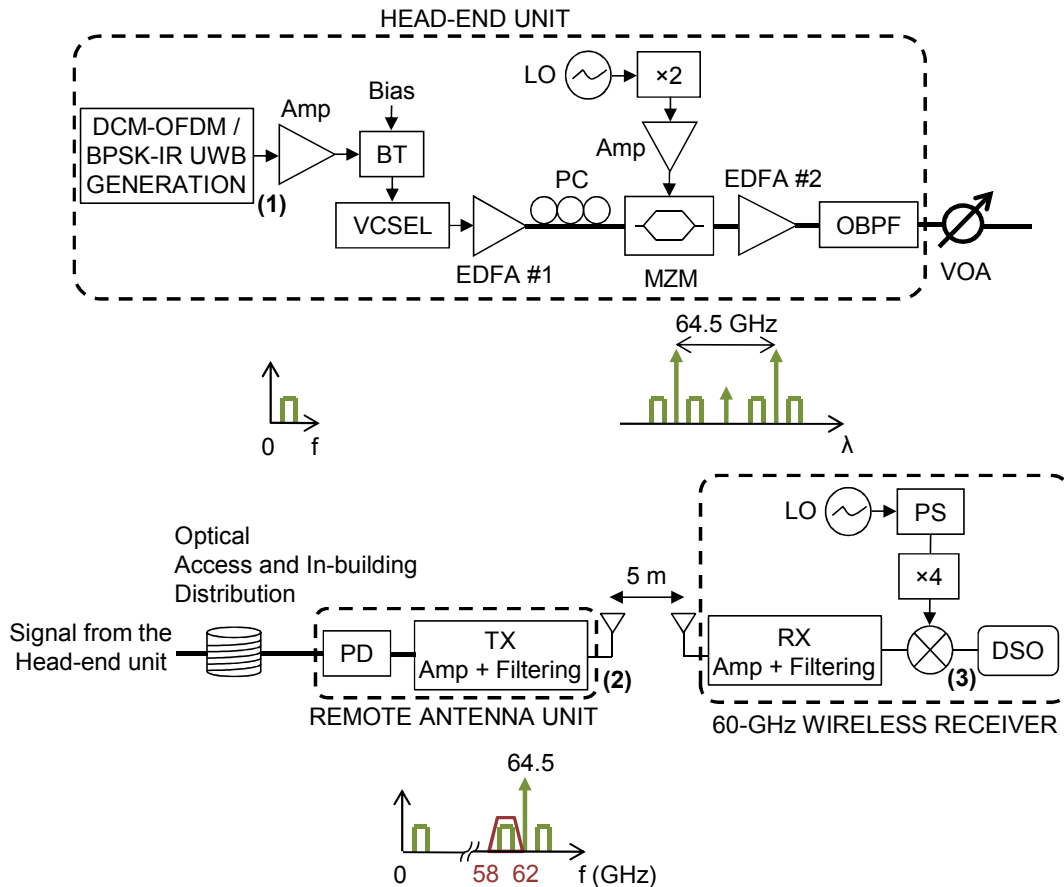 HEAD-END UNIT
DCM-OFDM /
BPSK-IR UWB
GENERATION
(1)
Amp
Bias
BT
VCSEL
EDFA #1
PC
LO
×2
Amp
MZM
EDFA #2
OBPF
VOA
0
f
64.5 GHz
λ
Signal from the
Head-end unit
Optical
Access and In-building
Distribution
PD
TX
Amp + Filtering
(2)
REMOTE ANTENNA UNIT
5 m
LO
PS
×4
RX
Amp + Filtering
(3)
DSO
60-GHz WIRELESS RECEIVER
64.5
0
58
62
f (GHz)